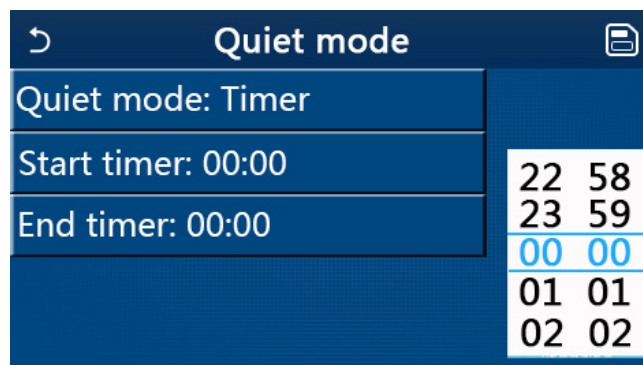 Quiet mode
Quiet mode: Timer
Start timer: 00:00
End timer: 00:00
22 58
23 59
00 00
01 01
02 02